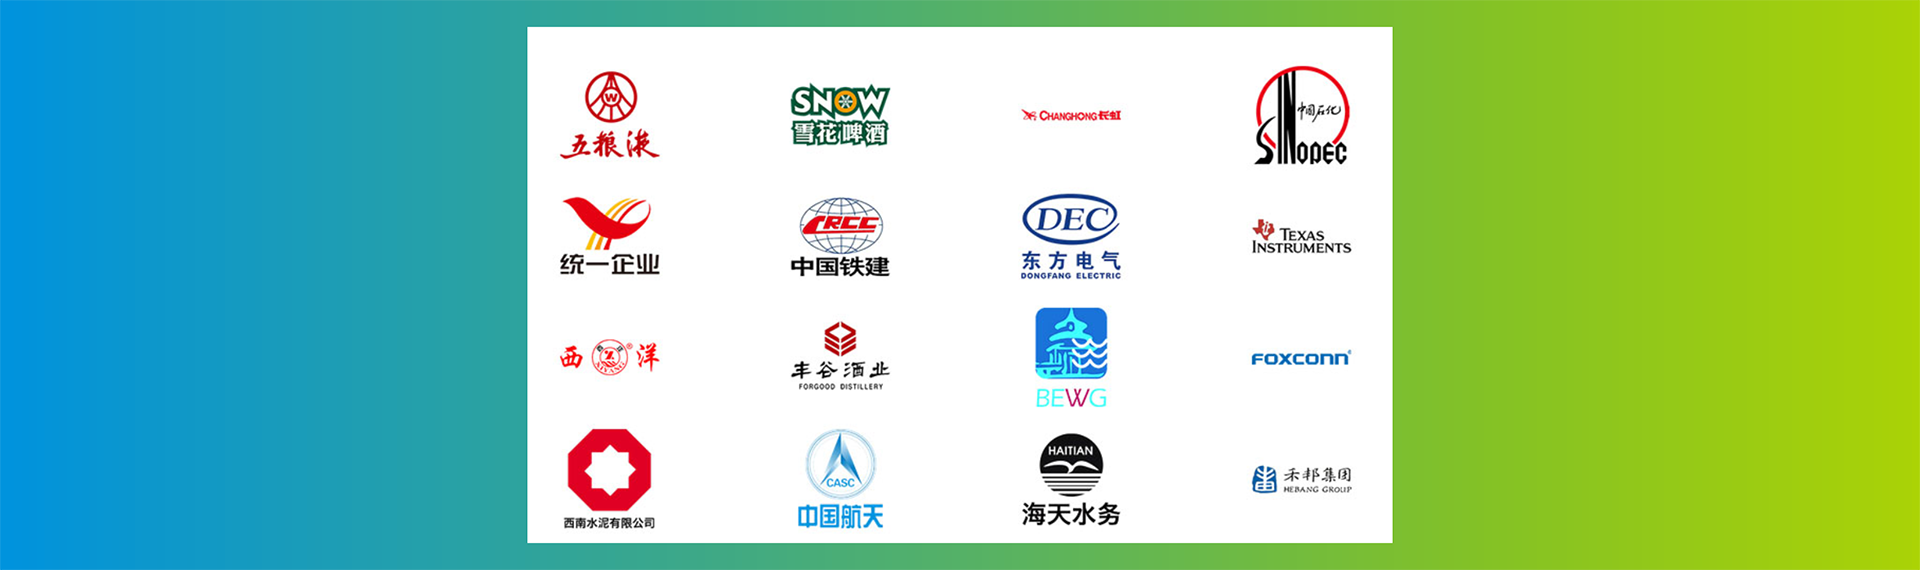 W
五粮液
SNOW
雪花啤酒
CHANGHONG 长虹
中国石化
SINOPEC
统一企业
CRCC
中国铁建
DEC
东方电气
DONGFANG ELECTRIC
TEXAS
INSTRUMENTS
西 洋®
XIYANG
丰谷酒业
FORGOOD DISTILLERY
BEWG
FOXCONN®
西南水泥有限公司
CASC
中国航天
HAITIAN
海天水务
禾邦集团
HEBANG GROUP